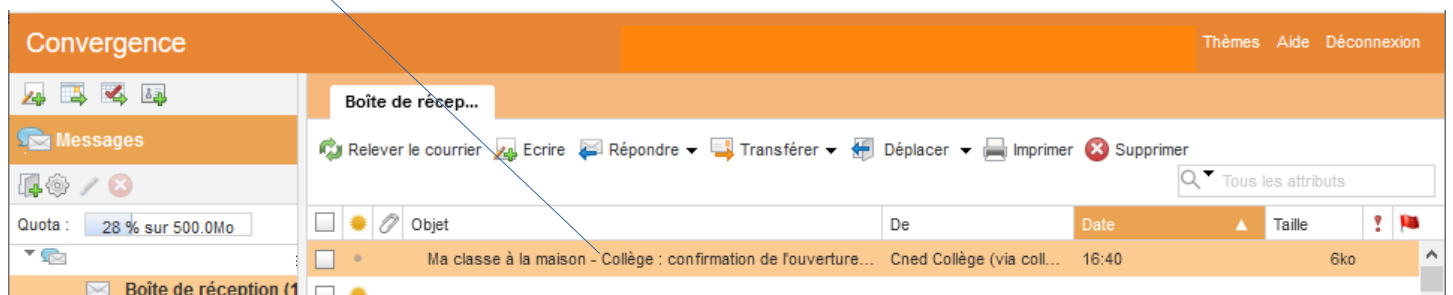 Convergence
Thèmes Aide Déconnexion
Boîte de récep...
Messages
Relever le courrier Ecrire Répondre Transférer Déplacer Imprimer Supprimer
Tous les attributs
Quota : 28 % sur 500.0Mo
Objet De Date Taille
Ma classe à la maison - Collège : confirmation de l'ouverture... Cned Collège (via coll... 16:40 6ko
Boîte de réception (1